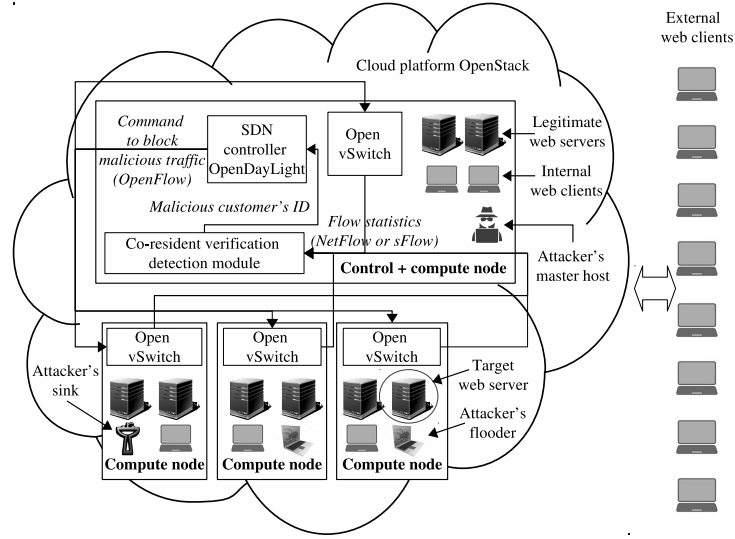 External
web clients
Cloud platform OpenStack
Command
to block
malicious traffic
(OpenFlow)
SDN
controller
OpenDayLight
Open
vSwitch
Legitimate
web servers
Internal
web clients
Malicious customer's ID
Flow statistics
(NetFlow or sFlow)
Co-resident verification
detection module
Attacker's
master host
Control + compute node
Open
vSwitch
Open
vSwitch
Open
vSwitch
Attacker's
sink
Target
web server
Attacker's
flooder
Compute node
Compute node
Compute node